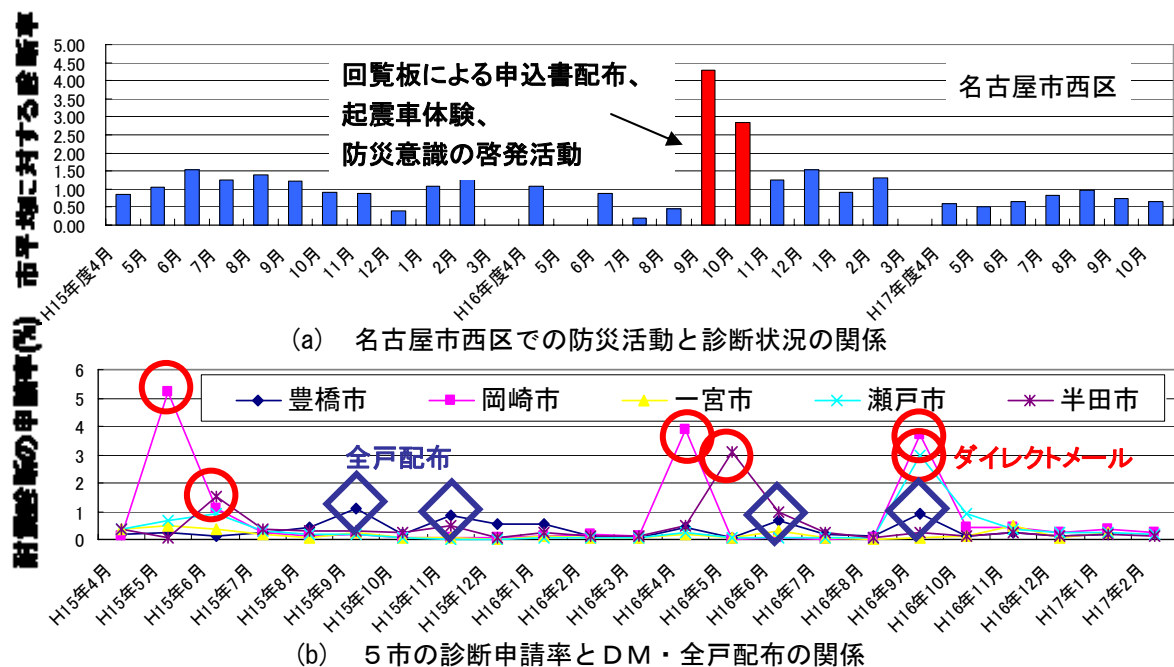 市平均に対する診断率
5.00
4.50
4.00
3.50
3.00
2.50
2.00
1.50
1.00
0.50
0.00
回覧板による申込書配布、
起震車体験、
防災意識の啓発活動
名古屋市西区
H15年度4月
5月
6月
7月
8月
9月
10月
11月
12月
1月
2月
3月
H16年度4月
5月
6月
7月
8月
9月
10月
11月
12月
1月
2月
3月
H17年度4月
5月
6月
7月
8月
9月
10月
(a) 名古屋市西区での防災活動と診断状況の関係
耐震診断の申請率(%)
6
5
4
3
2
1
0
豊橋市 岡崎市 一宮市 瀬戸市 半田市
全戸配布
ダイレクトメール
H15年4月
H15年5月
H15年6月
H15年7月
H15年8月
H15年9月
H15年10月
H15年11月
H15年12月
H16年1月
H16年2月
H16年3月
H16年4月
H16年5月
H16年6月
H16年7月
H16年8月
H16年9月
H16年10月
H16年11月
H16年12月
H17年1月
H17年2月
(b) 5市の診断申請率とDM・全戸配布の関係